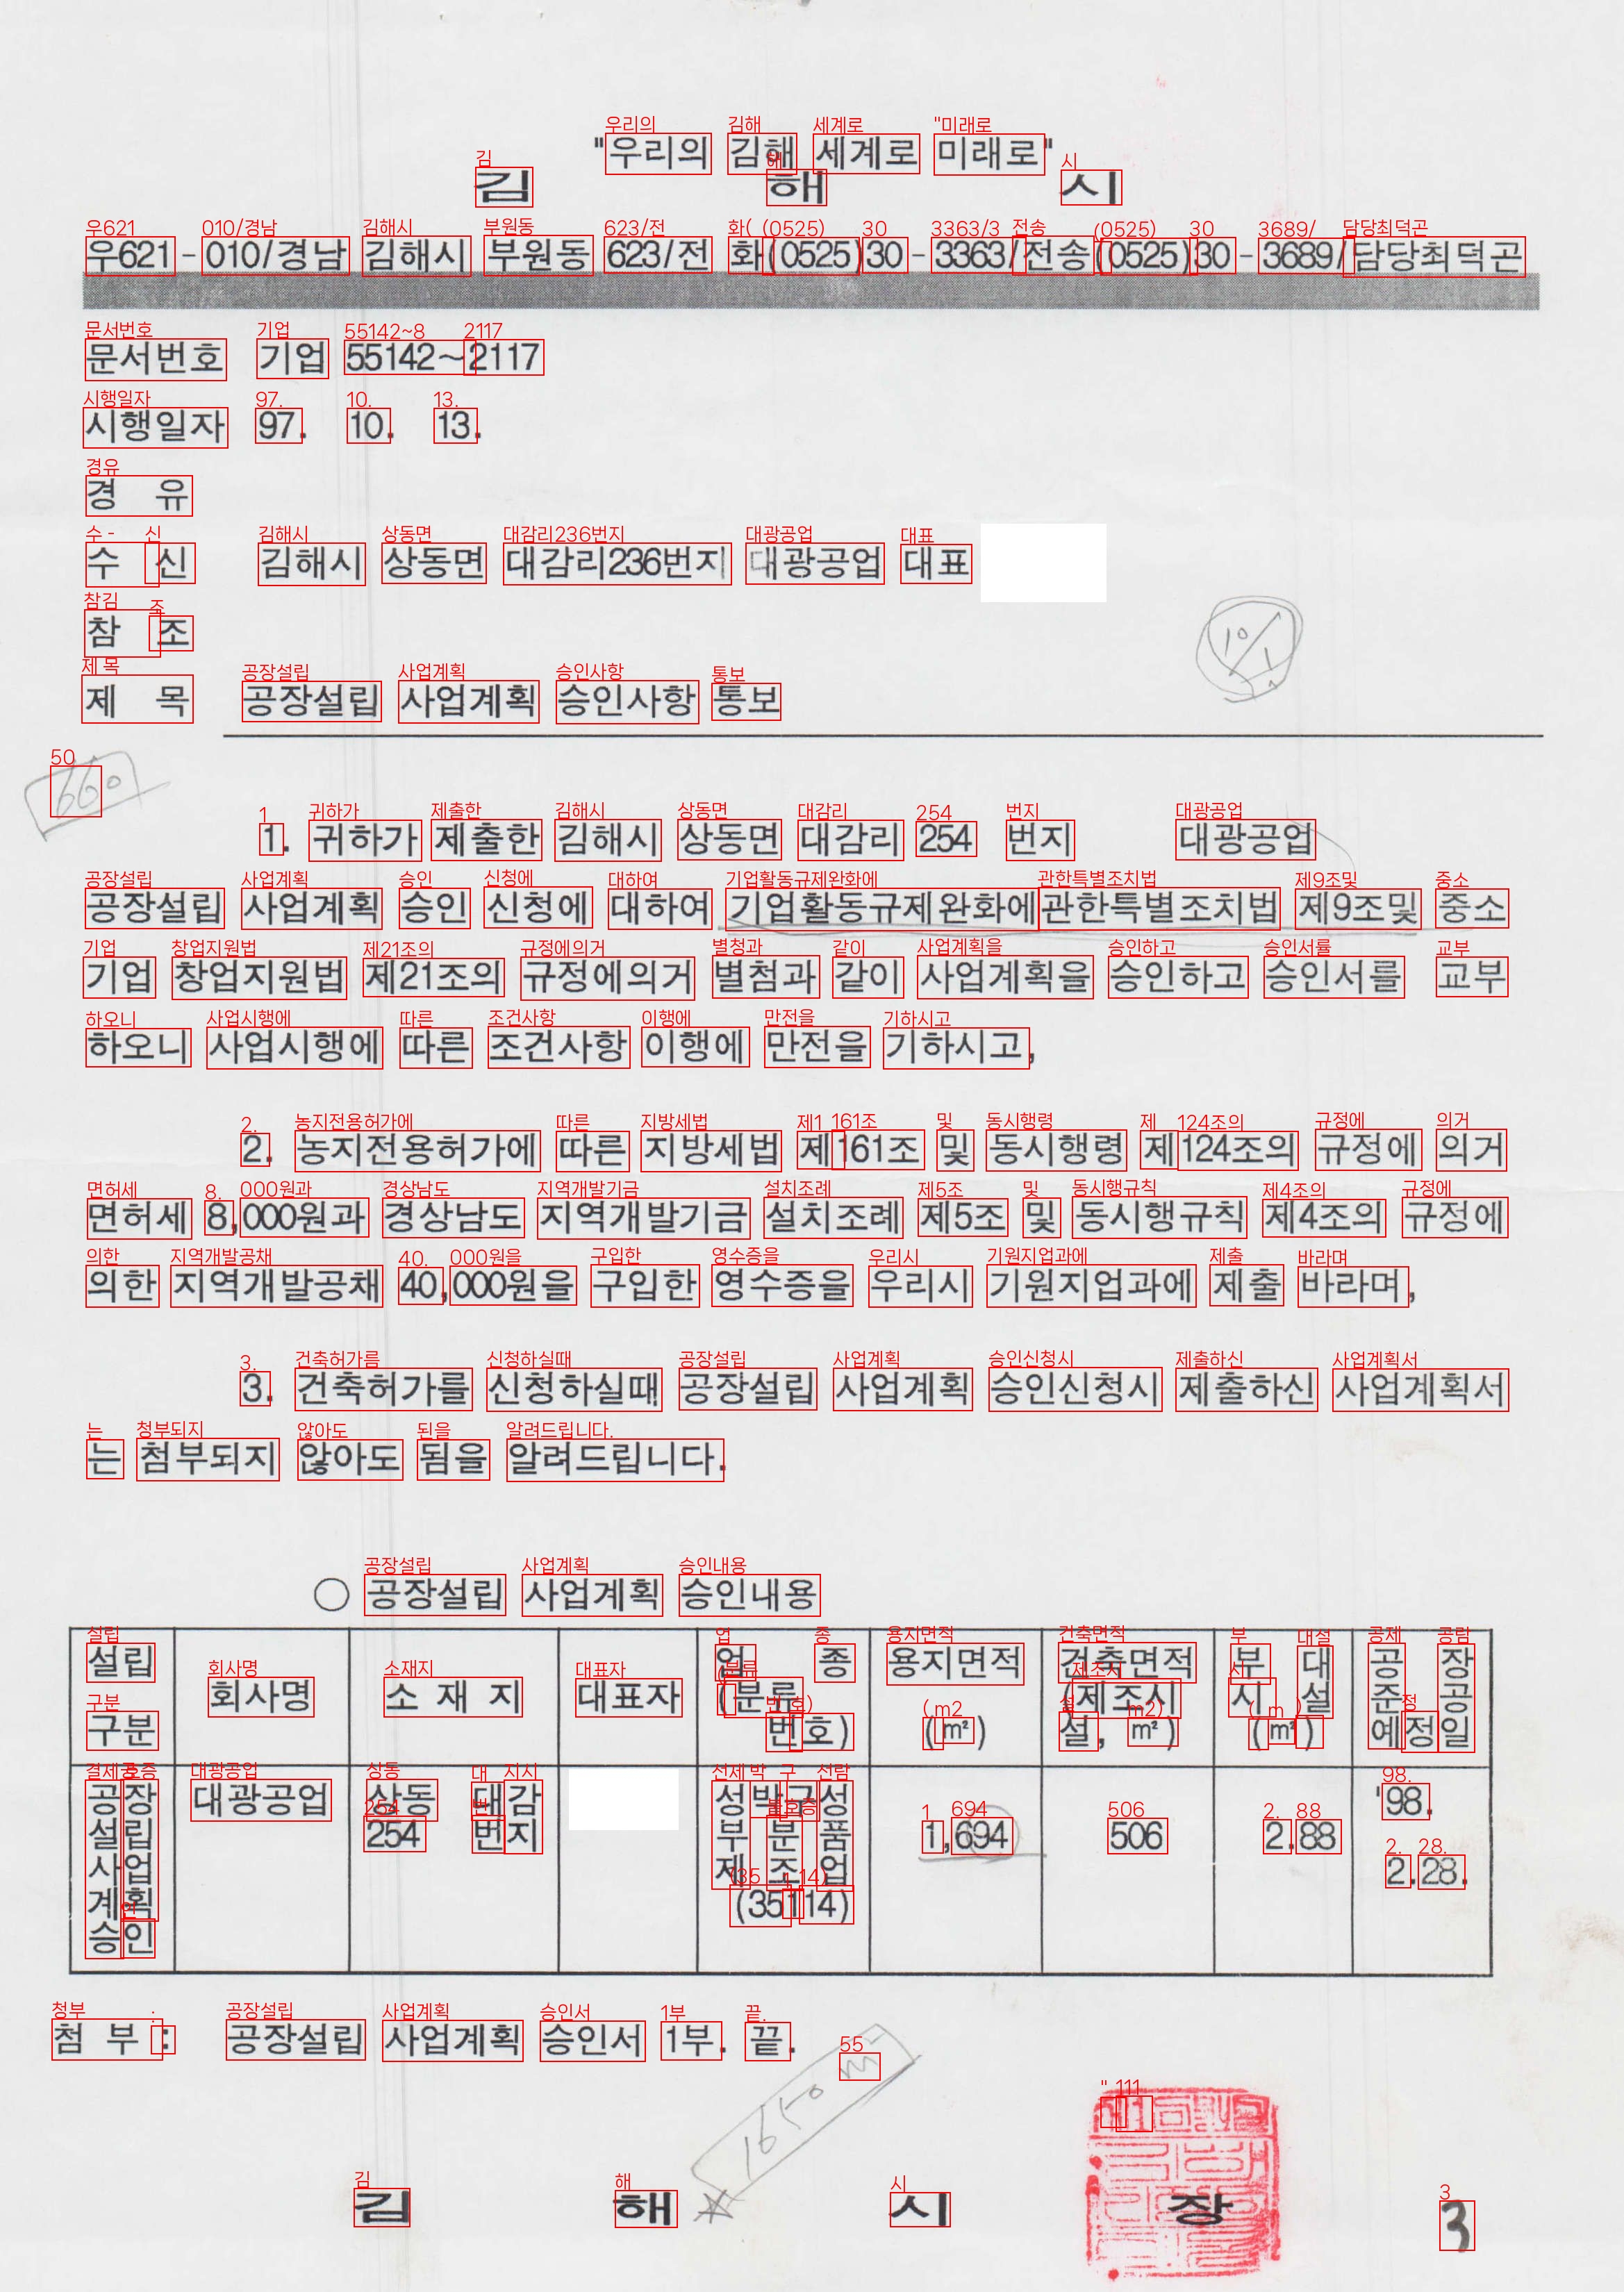 "우리의 김해 세계로 미래로"
김 해 시
우621-010/경남 김해시 부원동 623/전 화(0525)30-3363/전송(0525)30-3689/담당최덕곤
문서번호 기업 55142~2117
시행일자 97. 10. 13.
경 유
수 신 김해시 상동면 대감리236번지 대광공업 대표
참 조
제 목 공장설립 사업계획 승인사항 통보
660
1. 귀하가 제출한 김해시 상동면 대감리 254 번지 대광공업
공장설립 사업계획 승인 신청에 대하여 기업활동규제완화에관한특별조치법 제9조및 중소
기업 창업지원법 제21조의 규정에의거 별첨과 같이 사업계획을 승인하고 승인서를 교부
하오니 사업시행에 따른 조건사항 이행에 만전을 기하시고,
2. 농지전용허가에 따른 지방세법 제161조 및 동시행령 제124조의 규정에 의거
면허세 8,000원과 경상남도 지역개발기금 설치조례 제5조 및 동시행규칙 제4조의 규정에
의한 지역개발공채 40,000원을 구입한 영수증을 우리시 기원지업과에 제출 바라며,
3. 건축허가를 신청하실때 공장설립 사업계획 승인신청시 제출하신 사업계획서
는 첨부되지 않아도 됨을 알려드립니다.
○ 공장설립 사업계획 승인내용
설립 구분 회사명 소 재 지 대표자 업 종 (분류 번호) 용지면적 (㎡) 건축면적 (제조시설, ㎡) 부대시설 (㎡) 공장준공예정일
공장설립사업계획승인 대광공업 상동 대감 254 번지 성박구성 부 분 품 제 조 업 (35114) 1,694 506 2.88 '98. 2.28.
첨 부 : 공장설립 사업계획 승인서 1부. 끝.
1650 m²
김 해 시 장
3